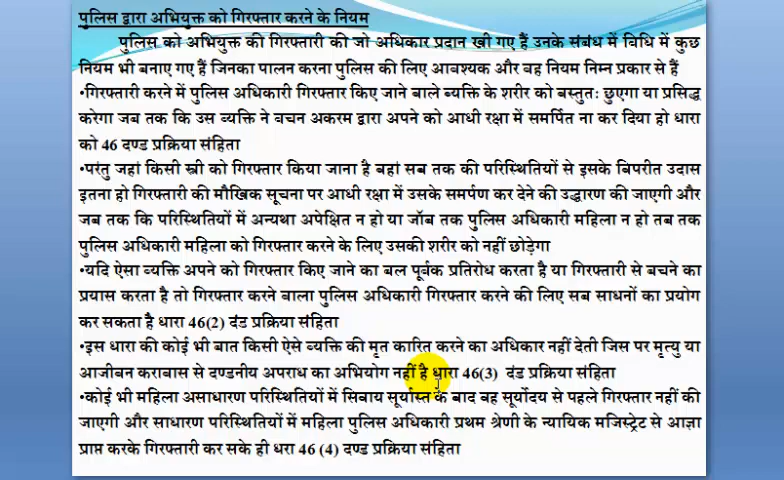 पुलिस द्वारा अभियुक्त को गिरफ्तार करने के नियम
पुलिस को अभियुक्त की गिरफ्तारी की जो अधिकार प्रदान खी गए हैं उनके संबंध में विधि में कुछ
नियम भी बनाए गए हैं जिनका पालन करना पुलिस की लिए आवश्यक और वह नियम निम्न प्रकार से हैं
•गिरफ्तारी करने में पुलिस अधिकारी गिरफ्तार किए जाने बाले ब्यक्ति के शरीर को बस्तुतः छुएगा या प्रसिद्ध
करेगा जब तक कि उस ब्यक्ति ने बचन अकरम द्वारा अपने को आधी रक्षा में समर्पित ना कर दिया हो धारा
को 46 दण्ड प्रक्रिया संहिता
•परंतु जहां किसी स्त्री को गिरफ्तार किया जाना है बहां सब तक की परिस्थितियों से इसके बिपरीत उदास
इतना हो गिरफ्तारी की मौखिक सूचना पर आधी रक्षा में उसके समर्पण कर देने की उद्धारण की जाएगी और
जब तक कि परिस्थितियों में अन्यथा अपेक्षित न हो या जॉब तक पुलिस अधिकारी महिला न हो तब तक
पुलिस अधिकारी महिला को गिरफ्तार करने के लिए उसकी शरीर को नहीं छोड़ेगा
•यदि ऐसा ब्यक्ति अपने को गिरफ्तार किए जाने का बल पूर्बक प्रतिरोध करता है या गिरफ्तारी से बचने का
प्रयास करता है तो गिरफ्तार करने बाला पुलिस अधिकारी गिरफ्तार करने की लिए सब साधनों का प्रयोग
कर सकता है धारा 46(2) दंड प्रक्रिया संहिता
•इस धारा की कोई भी बात किसी ऐसे ब्यक्ति की मृत कारित करने का अधिकार नहीं देती जिस पर मृत्यु या
आजीबन कराबास से दण्डनीय अपराध का अभियोग नहीं है धारा 46(3) दंड प्रक्रिया संहिता
•कोई भी महिला असाधारण परिस्थितियों में सिबाय सूर्यास्त के बाद बह सूर्योदय से पहले गिरफ्तार नहीं की
जाएगी और साधारण परिस्थितियों में महिला पुलिस अधिकारी प्रथम श्रेणी के न्यायिक मजिस्ट्रेट से आज्ञा
प्राप्त करके गिरफ्तारी कर सके ही धरा 46 (4) दण्ड प्रक्रिया संहिता